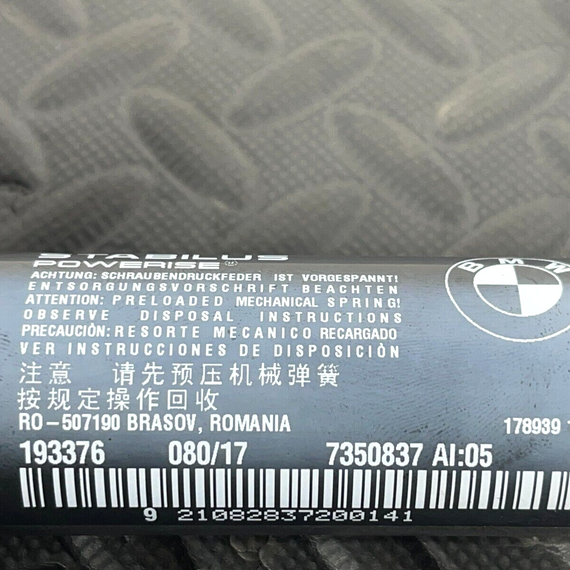 STABILUS
POWERISE®
ACHTUNG: SCHRAUBENDRUCKFEDER IST VORGESPANNT!
ENTSORGUNGSVORSCHRIFT BEACHTEN
ATTENTION: PRELOADED MECHANICAL SPRING!
OBSERVE DISPOSAL INSTRUCTIONS
PRECAUCIÓN: RESORTE MECANICO RECARGADO
VER INSTRUCCIONES DE DISPOSICIÓN
注意 请先预压机械弹簧
按规定操作回收
RO-507190 BRASOV, ROMANIA
178939
193376 080/17 7350837 AI:05
9 21082837200141
BMW